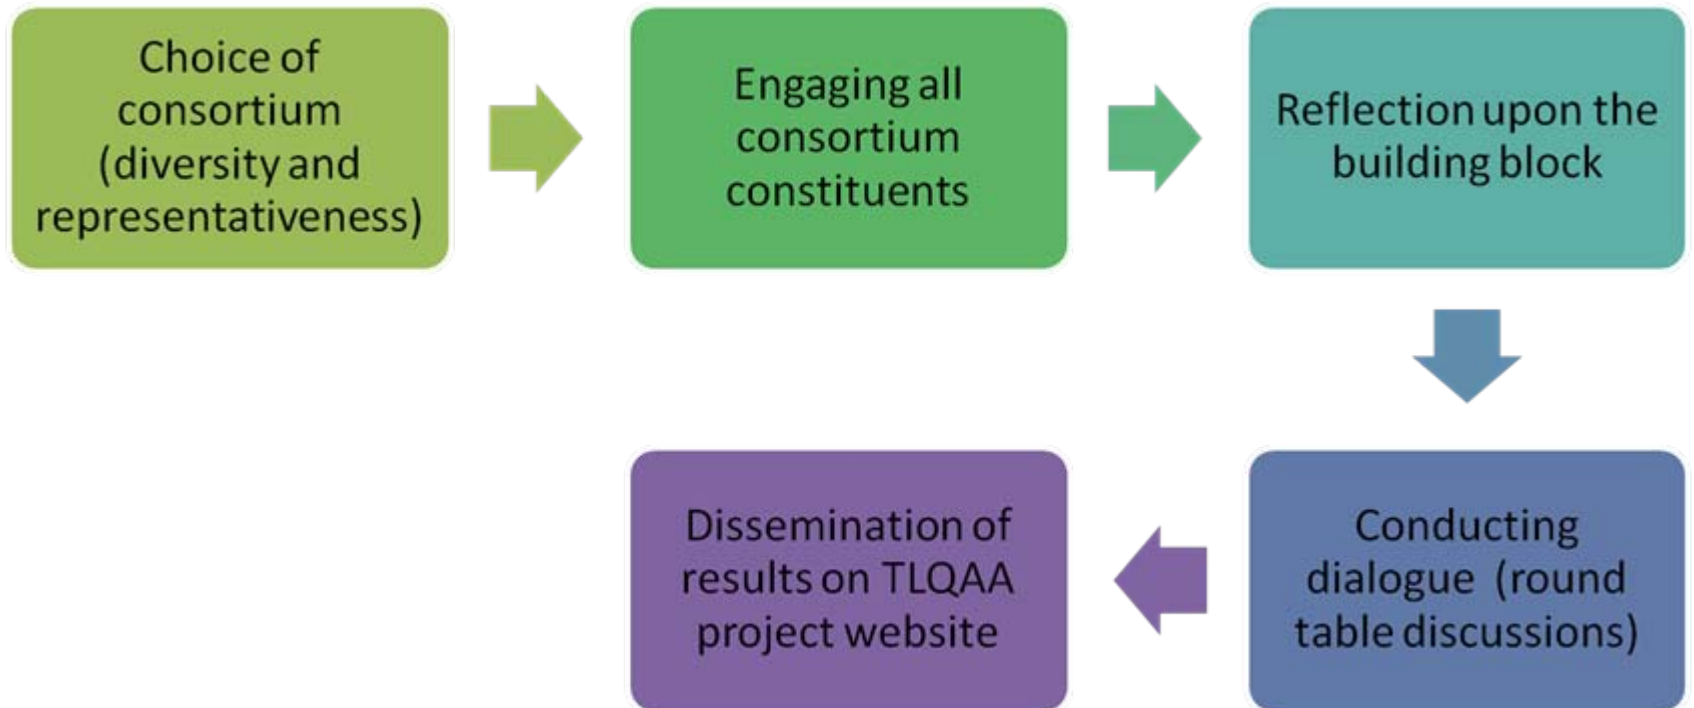 Choice of
consortium
(diversity and
representativeness)
Engaging all
consortium
constituents
Reflection upon the
building block
Conducting
dialogue (round
table discussions)
Dissemination of
results on TLQAA
project website